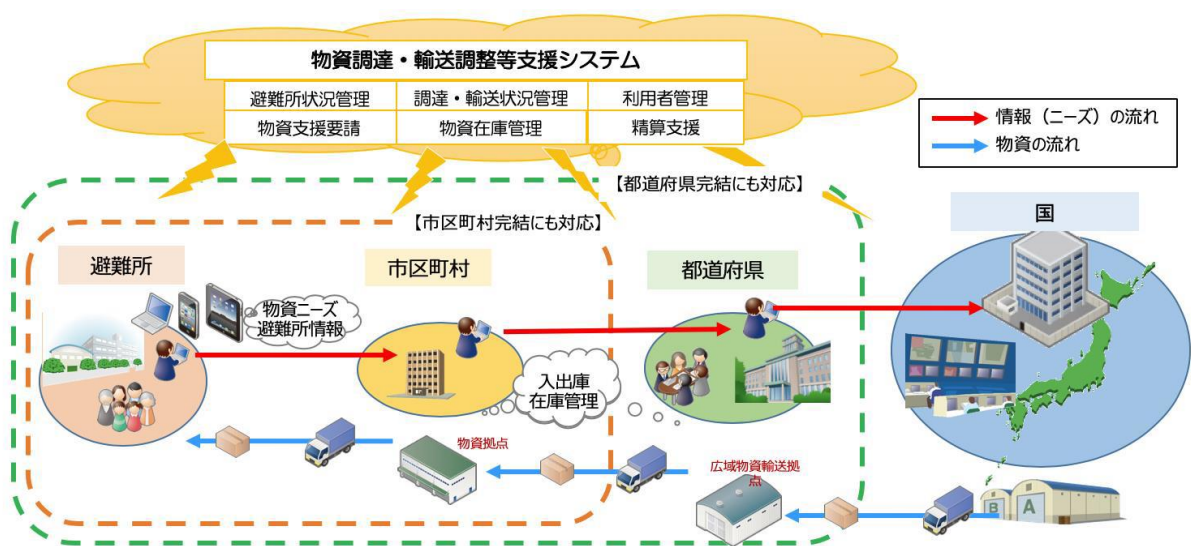 物資調達・輸送調整等支援システム
避難所状況管理
調達・輸送状況管理
利用者管理
物資支援要請
物資在庫管理
精算支援
情報（ニーズ）の流れ
物資の流れ
【都道府県完結にも対応】
【市区町村完結にも対応】
国
避難所
市区町村
都道府県
物資ニーズ
避難所情報
入出庫
在庫管理
物資拠点
広域物資輸送拠
点
B
A